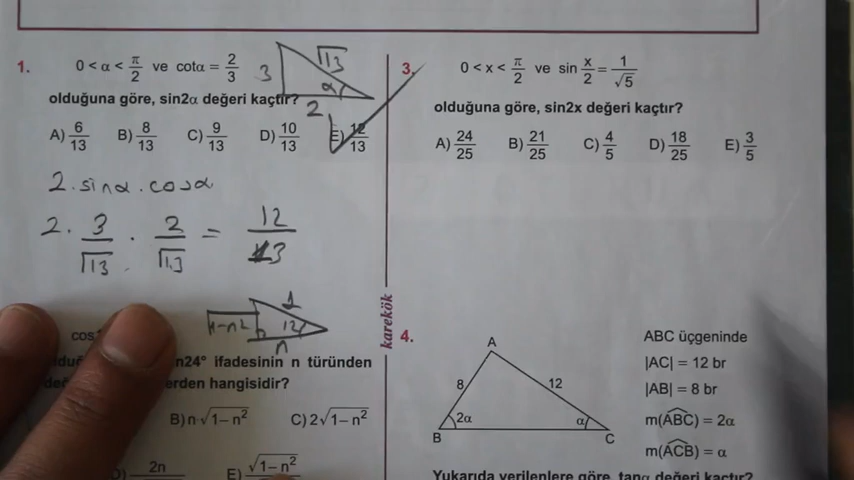 1. 0 < α < π/2 ve cotα = 2/3
olduğuna göre, sin2α değeri kaçtır?
A) 6/13 B) 8/13 C) 9/13 D) 10/13 E) 12/13
3 √13 α 2
2.sinα.cosα
2. 3/√13 . 2/√13 = 12/13
1 12 n
cos
n24° ifadesinin n türünden
erden hangisidir?
B) n√1–n² C) 2√1–n²
2n E) √1–n²
karekök
3. 0 < x < π/2 ve sin x/2 = 1/√5
olduğuna göre, sin2x değeri kaçtır?
A) 24/25 B) 21/25 C) 4/5 D) 18/25 E) 3/5
4.
A
8 12
2α α
B C
ABC üçgeninde
|AC| = 12 br
|AB| = 8 br
m(ABC) = 2α
m(ACB) = α
Yukarıda verilenlere göre, tanα değeri kaçtır?